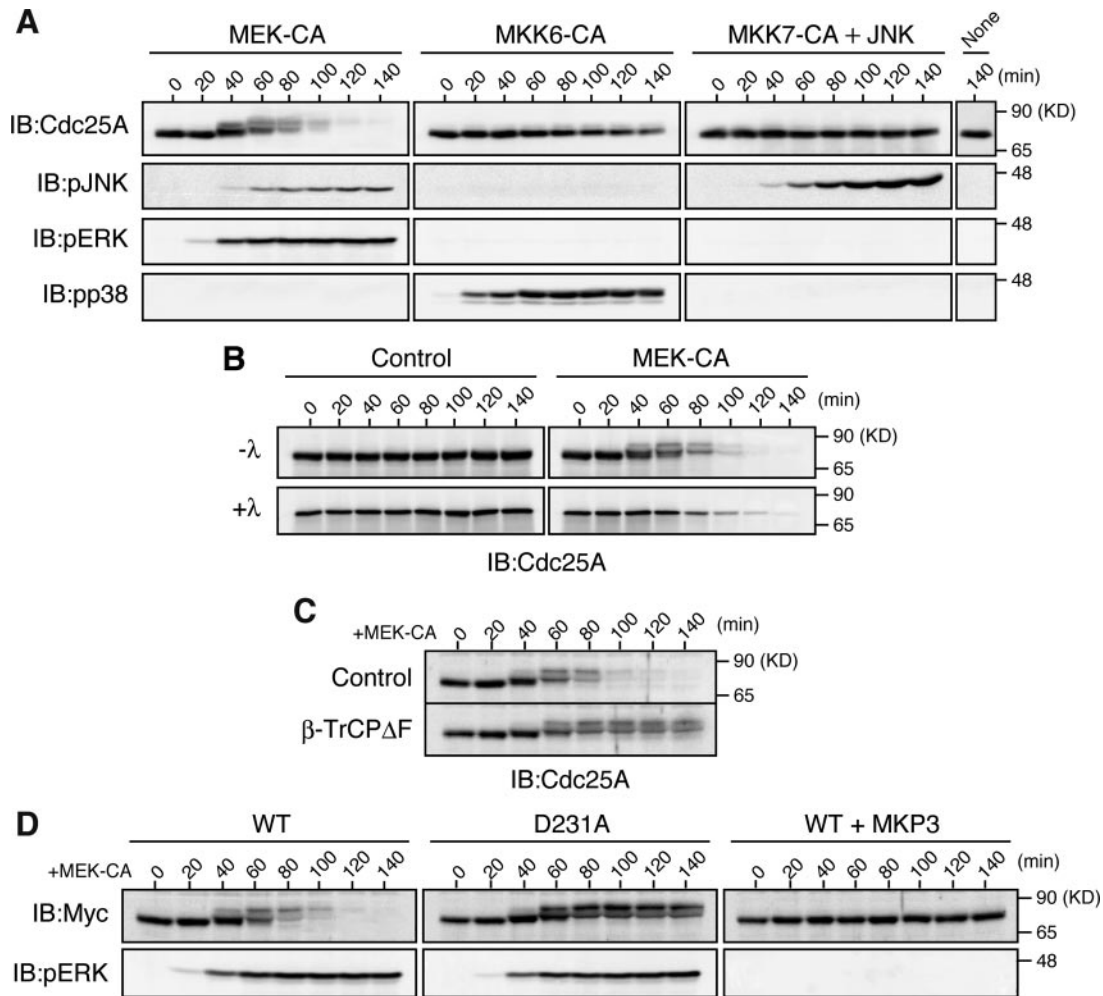 A
MEK-CA MKK6-CA MKK7-CA + JNK None
0 20 40 60 80 100 120 140 0 20 40 60 80 100 120 140 0 20 40 60 80 100 120 140 140 (min)
IB:Cdc25A 90 (KD)
65
IB:pJNK 48
IB:pERK 48
IB:pp38 48
B
Control MEK-CA
0 20 40 60 80 100 120 140 0 20 40 60 80 100 120 140 (min)
-λ 90 (KD)
65
+λ 90
65
IB:Cdc25A
C
+MEK-CA 0 20 40 60 80 100 120 140 (min)
Control 90 (KD)
65
β-TrCPΔF
IB:Cdc25A
D
WT D231A WT + MKP3
+MEK-CA 0 20 40 60 80 100 120 140 0 20 40 60 80 100 120 140 0 20 40 60 80 100 120 140 (min)
IB:Myc 90 (KD)
65
IB:pERK 48